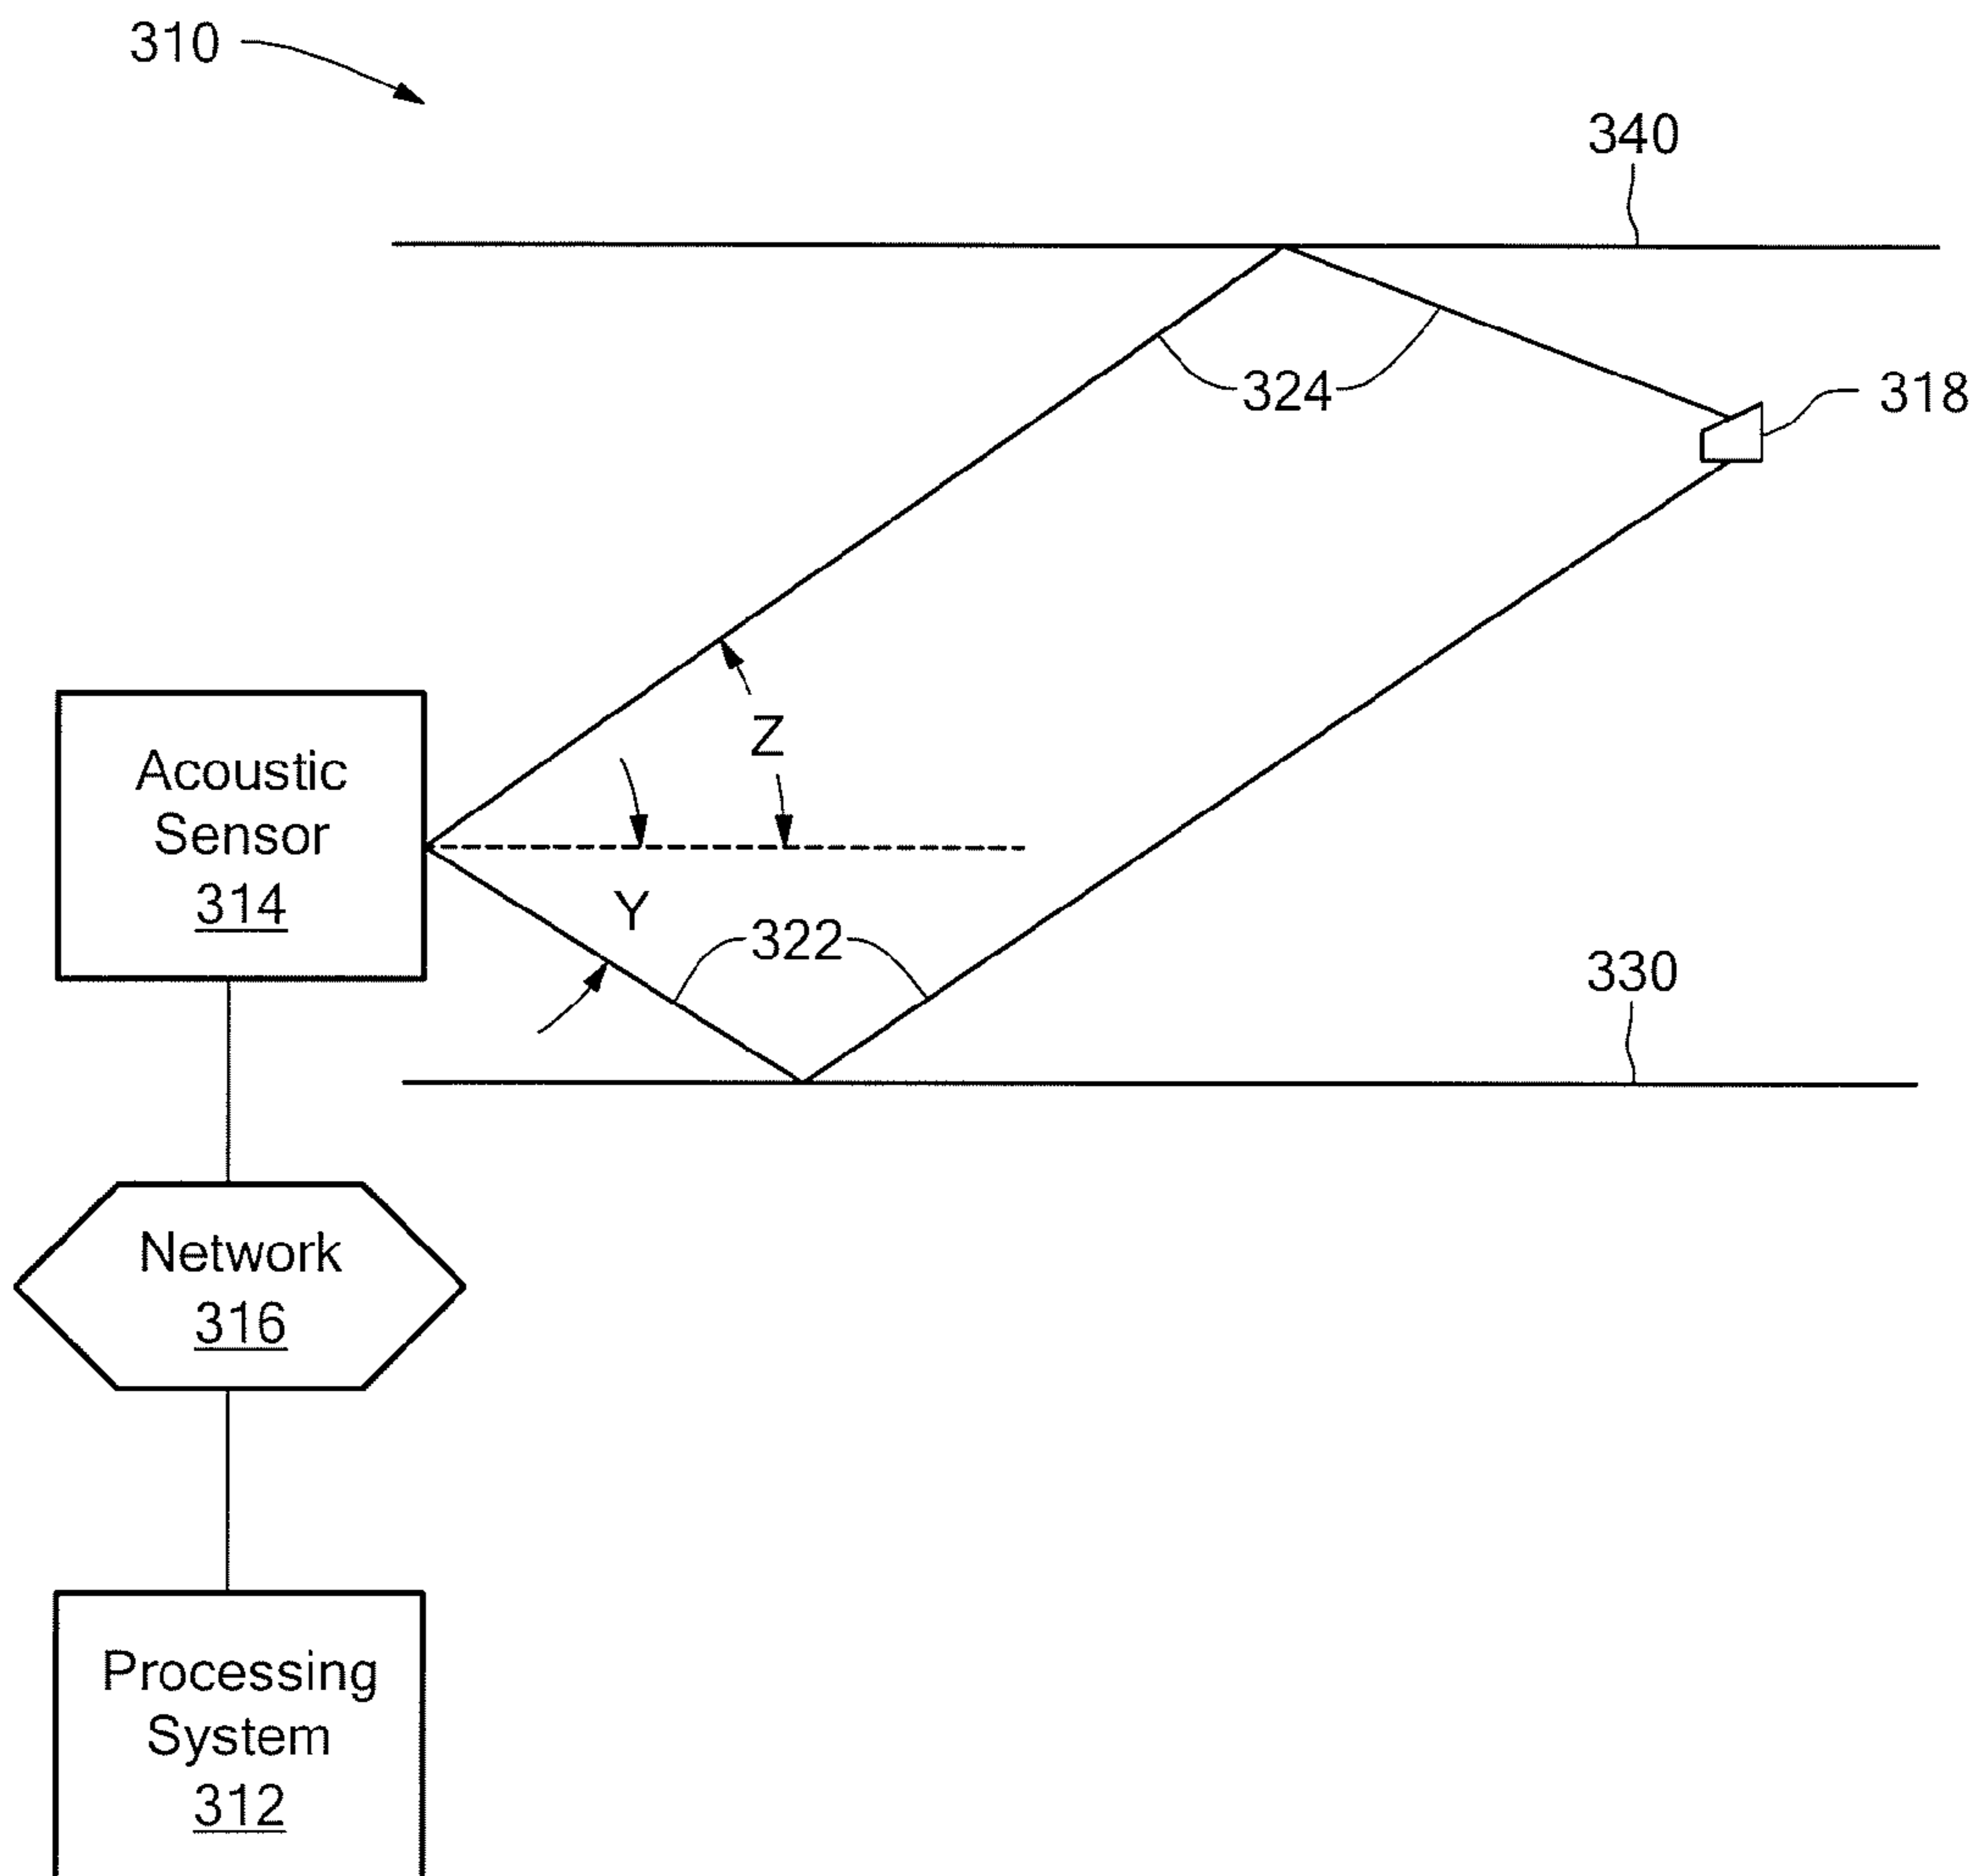 310
340
324
318
Z
Acoustic
Sensor
314
Y
322
330
Network
316
Processing
System
312